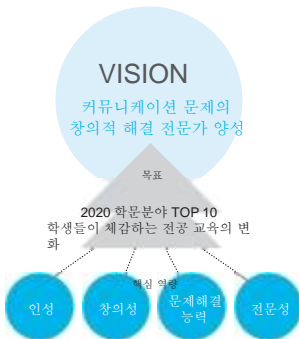 VISION
커뮤니케이션 문제의
창의적 해결 전문가 양성
목표
2020 학문분야 TOP 10
학생들이 체감하는 전공 교육의 변
화
핵심 역량
인성
창의성
문제해결
능력
전문성